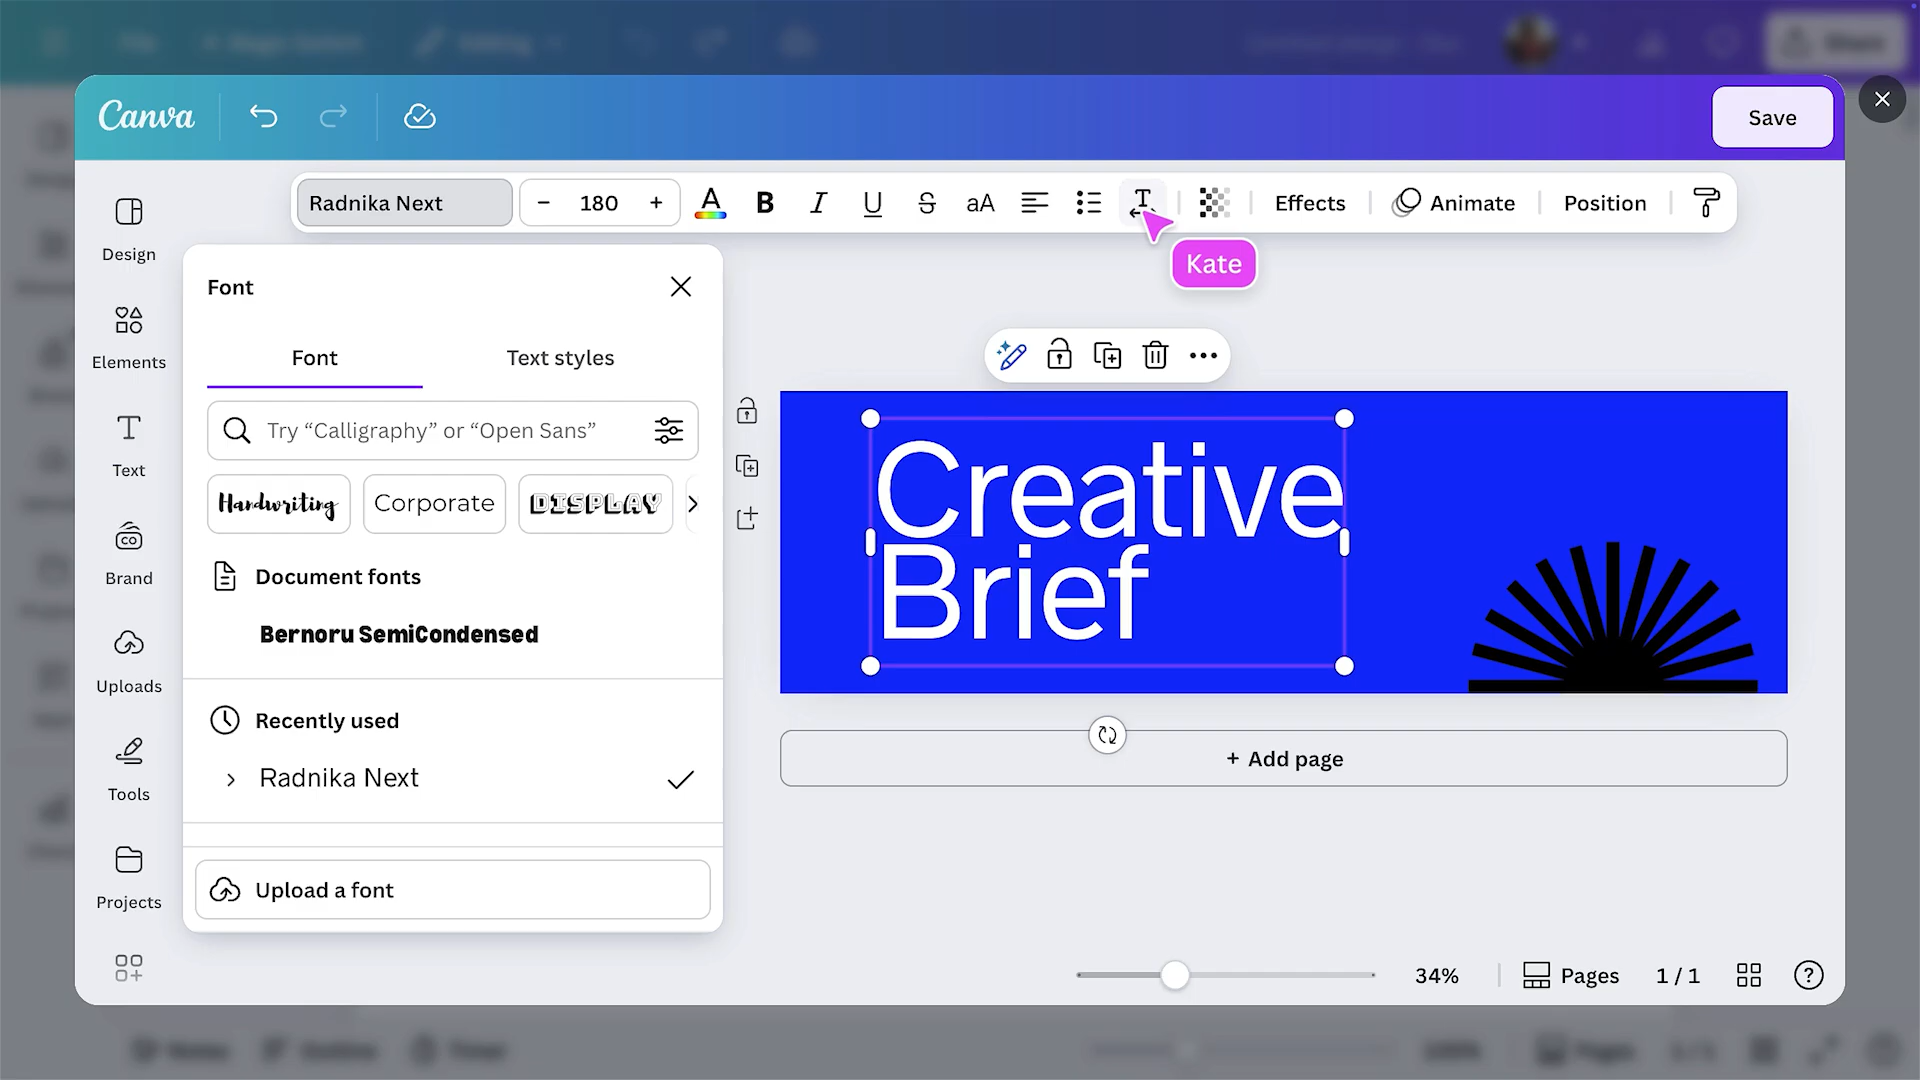 Canva
Save
Radnika Next
180
A B I U S aA
Effects
Animate
Position
Kate
Design
Elements
Text
Brand
Uploads
Tools
Projects
Font
Font
Text styles
Try “Calligraphy” or “Open Sans”
Handwriting
Corporate
DISPLAY
Document fonts
Bernoru SemiCondensed
Recently used
Radnika Next
Upload a font
Creative
Brief
+ Add page
34%
Pages
1 / 1